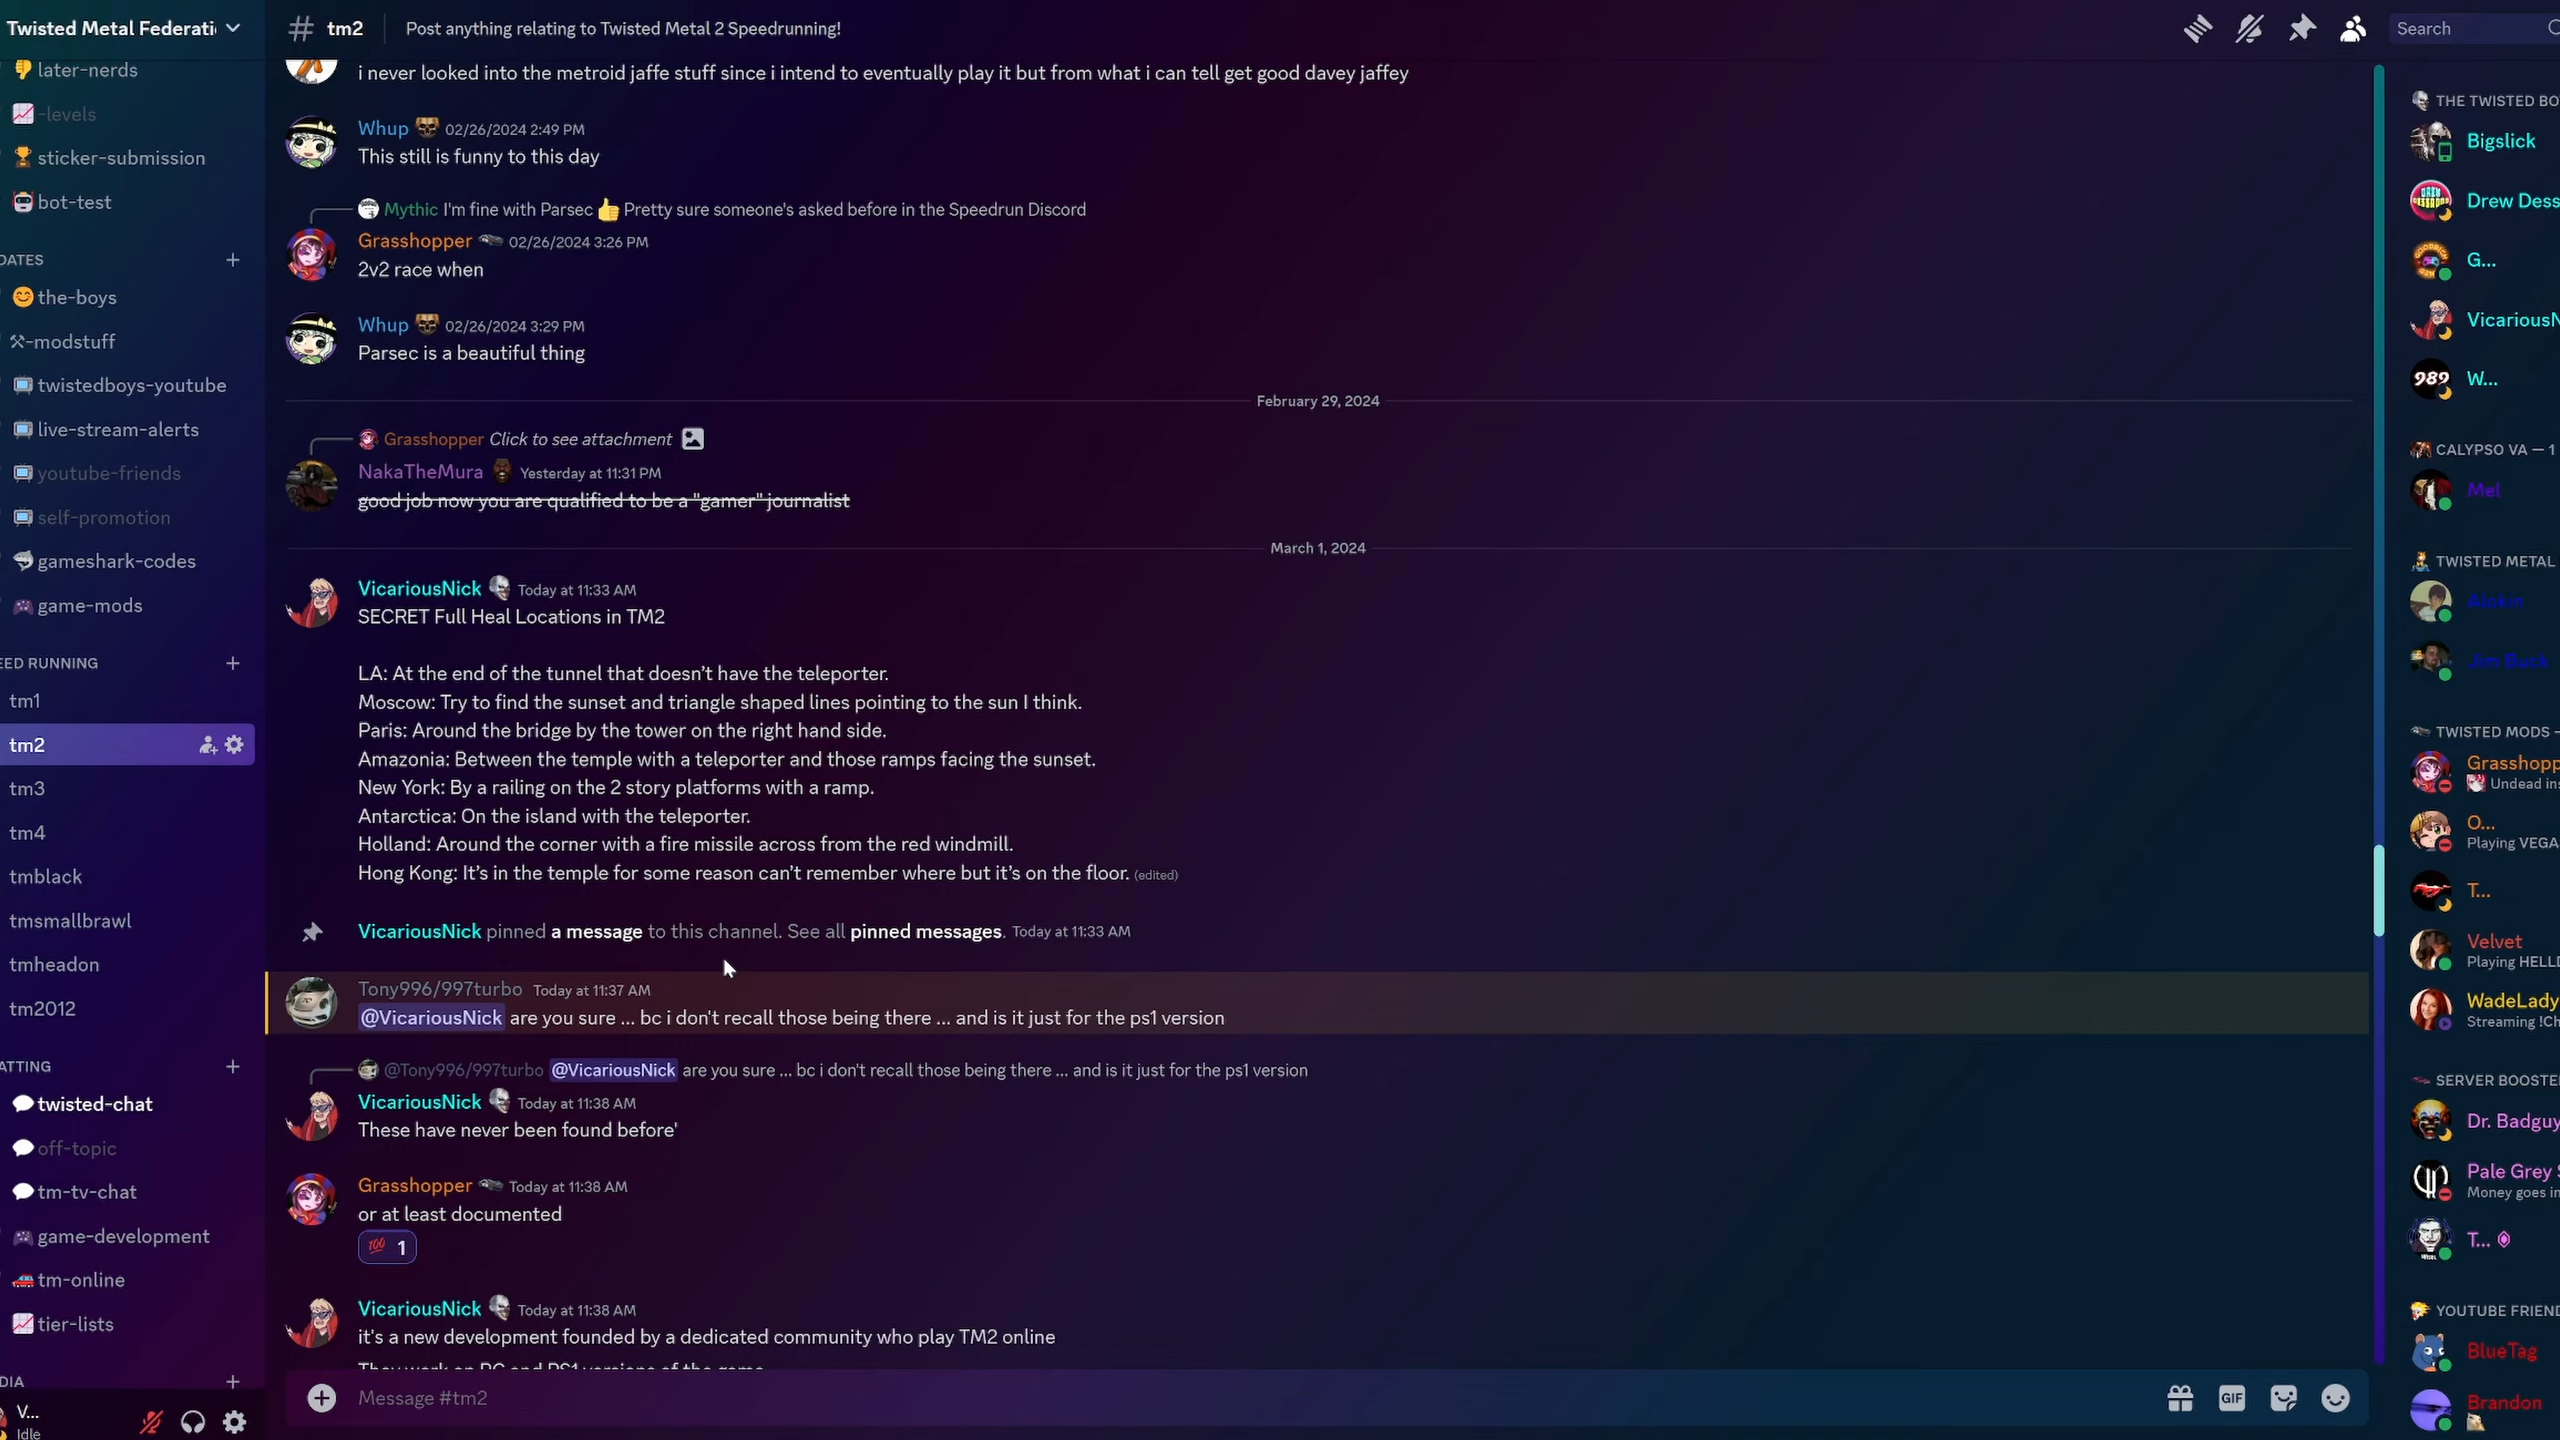 Twisted Metal Federati
later-nerds
-levels
sticker-submission
bot-test
DATES
the-boys
-modstuff
twistedboys-youtube
live-stream-alerts
youtube-friends
self-promotion
gameshark-codes
game-mods
EED RUNNING
tm1
tm2
tm3
tm4
tmblack
tmsmallbrawl
tmheadon
tm2012
ATTING
twisted-chat
off-topic
tm-tv-chat
game-development
tm-online
tier-lists
DIA
V...
Idle
# tm2
Post anything relating to Twisted Metal 2 Speedrunning!
Search
i never looked into the metroid jaffe stuff since i intend to eventually play it but from what i can tell get good davey jaffey
Whup 02/26/2024 2:49 PM
This still is funny to this day
Mythic I'm fine with Parsec 👍 Pretty sure someone's asked before in the Speedrun Discord
Grasshopper 02/26/2024 3:26 PM
2v2 race when
Whup 02/26/2024 3:29 PM
Parsec is a beautiful thing
February 29, 2024
Grasshopper Click to see attachment
NakaTheMura Yesterday at 11:31 PM
good job now you are qualified to be a "gamer" journalist
March 1, 2024
VicariousNick Today at 11:33 AM
SECRET Full Heal Locations in TM2
LA: At the end of the tunnel that doesn’t have the teleporter.
Moscow: Try to find the sunset and triangle shaped lines pointing to the sun I think.
Paris: Around the bridge by the tower on the right hand side.
Amazonia: Between the temple with a teleporter and those ramps facing the sunset.
New York: By a railing on the 2 story platforms with a ramp.
Antarctica: On the island with the teleporter.
Holland: Around the corner with a fire missile across from the red windmill.
Hong Kong: It’s in the temple for some reason can’t remember where but it’s on the floor. (edited)
VicariousNick pinned a message to this channel. See all pinned messages. Today at 11:33 AM
Tony996/997turbo Today at 11:37 AM
@VicariousNick are you sure ... bc i don't recall those being there ... and is it just for the ps1 version
@Tony996/997turbo @VicariousNick are you sure ... bc i don't recall those being there ... and is it just for the ps1 version
VicariousNick Today at 11:38 AM
These have never been found before'
Grasshopper Today at 11:38 AM
or at least documented
100 1
VicariousNick Today at 11:38 AM
it's a new development founded by a dedicated community who play TM2 online
They work on PC and PS1 versions of the game
Message #tm2
GIF
THE TWISTED BO
Bigslick
Drew Dess
G...
VicariousN
989
W...
CALYPSO VA — 1
Mel
TWISTED METAL
Alokin
Jim Buck
TWISTED MODS -
Grasshopp
Undead in
O...
Playing VEGA
T...
Velvet
Playing HELLD
WadeLady
Streaming !Ch
SERVER BOOSTE
Dr. Badguy
Pale Grey S
Money goes in
T...
YOUTUBE FRIEND
BlueTag
Brandon